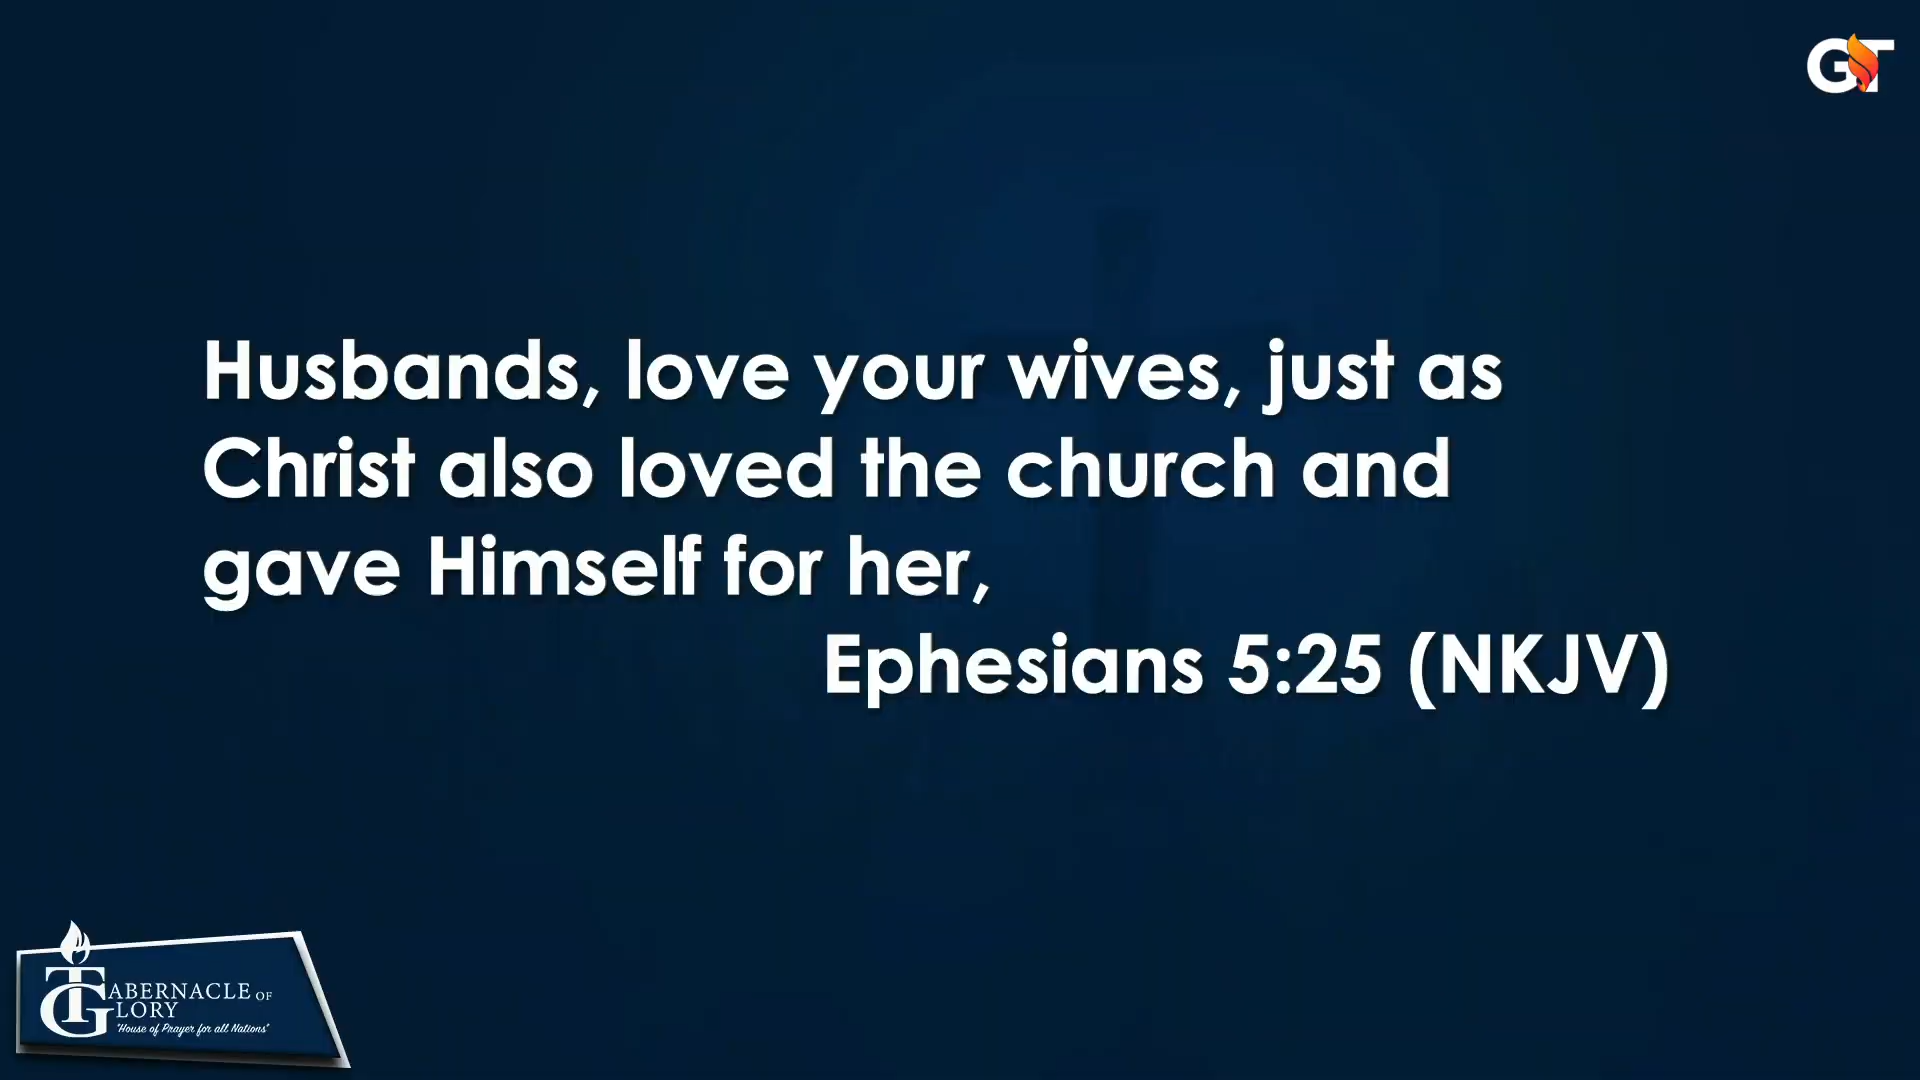 GT
Husbands, love your wives, just as
Christ also loved the church and
gave Himself for her,
Ephesians 5:25 (NKJV)
TABERNACLE OF
GLORY
"House of Prayer for all Nations"